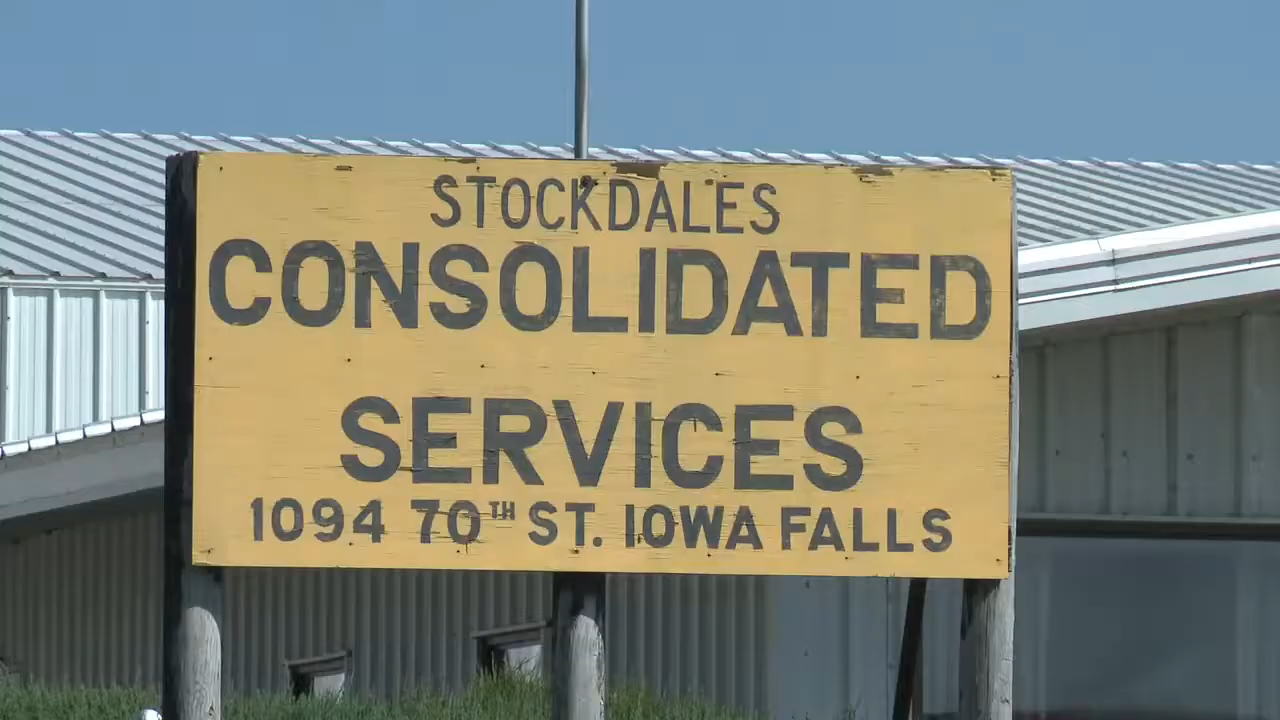 STOCKDALES
CONSOLIDATED
SERVICES
1094 70TH ST. IOWA FALLS